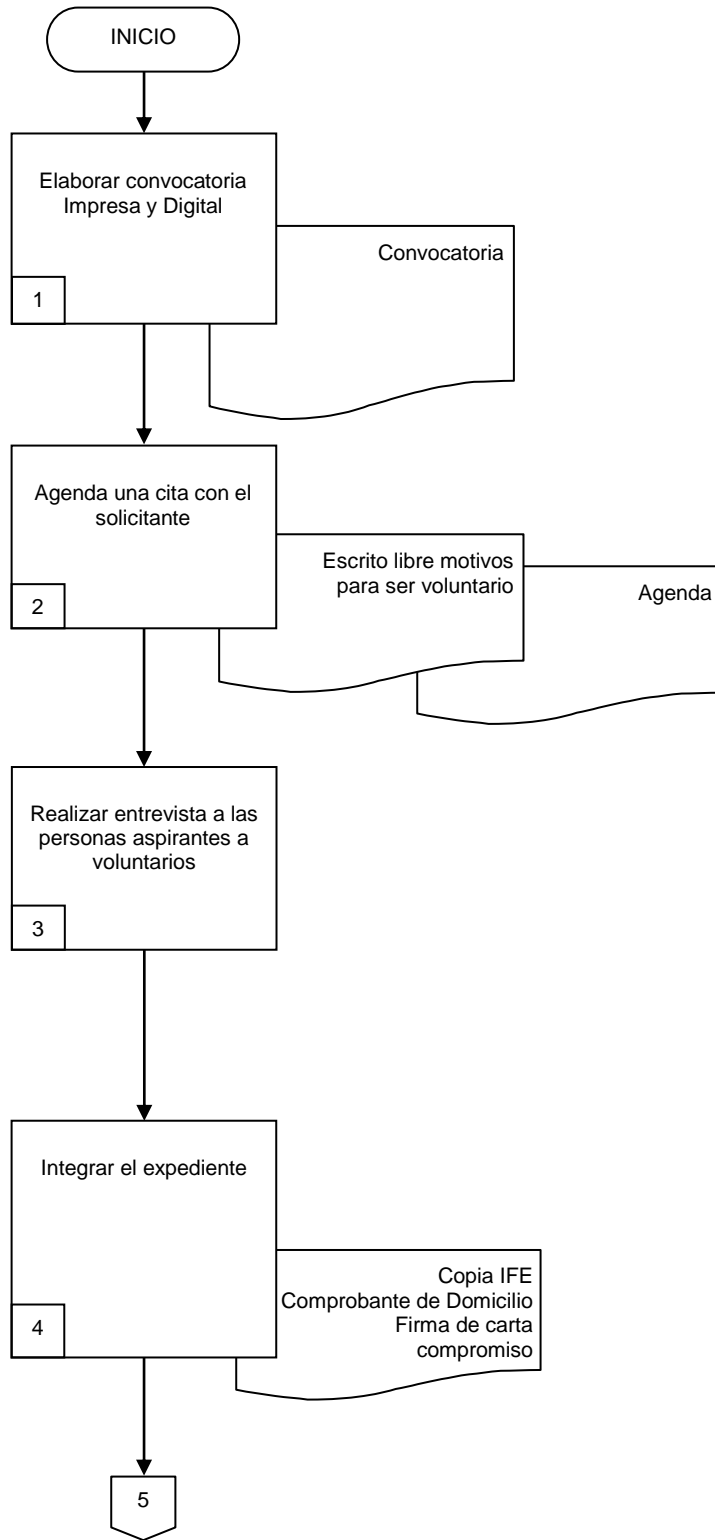 INICIO
Elaborar convocatoria
Impresa y Digital
1
Convocatoria
Agenda una cita con el
solicitante
2
Escrito libre motivos
para ser voluntario
Agenda
Realizar entrevista a las
personas aspirantes a
voluntarios
3
Integrar el expediente
4
Copia IFE
Comprobante de Domicilio
Firma de carta
compromiso
5